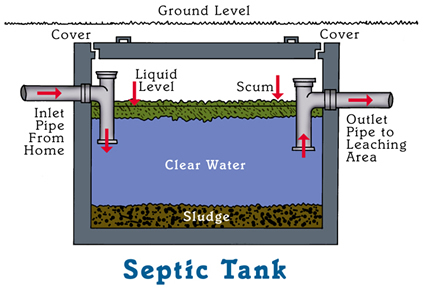 Ground Level
Cover
Cover
Liquid
Level
Scum
Inlet
Pipe
From
Home
Outlet
Pipe to
Leaching
Area
Clear Water
Sludge
Septic Tank